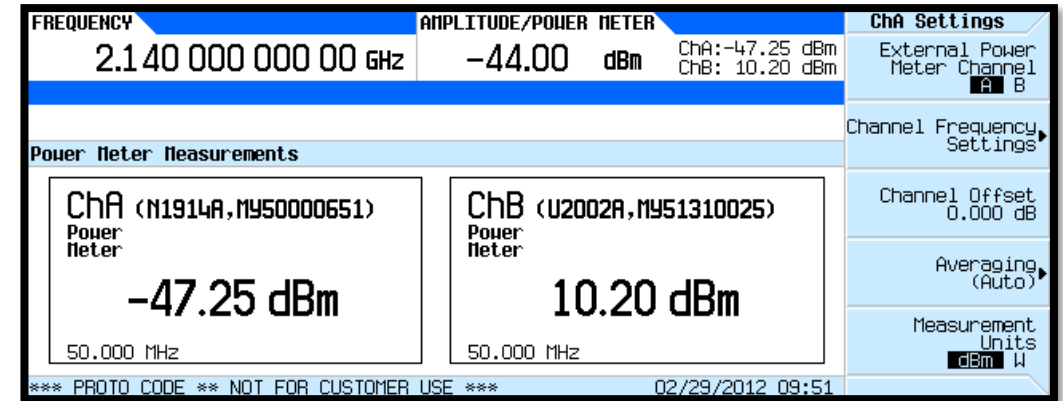 FREQUENCY
AMPLITUDE/POWER METER
2.140 000 000 00 GHz
-44.00 dBm
ChA:-47.25 dBm
ChB: 10.20 dBm
Power Meter Measurements
ChA (N1914A,MY50000651)
Power
Meter
-47.25 dBm
50.000 MHz
ChB (U2002A,MY51310025)
Power
Meter
10.20 dBm
50.000 MHz
*** PROTO CODE ** NOT FOR CUSTOMER USE ***
02/29/2012 09:51
ChA Settings
External Power
Meter Channel
A B
Channel Frequency
Settings
Channel Offset
0.000 dB
Averaging
(Auto)
Measurement
Units
dBm W